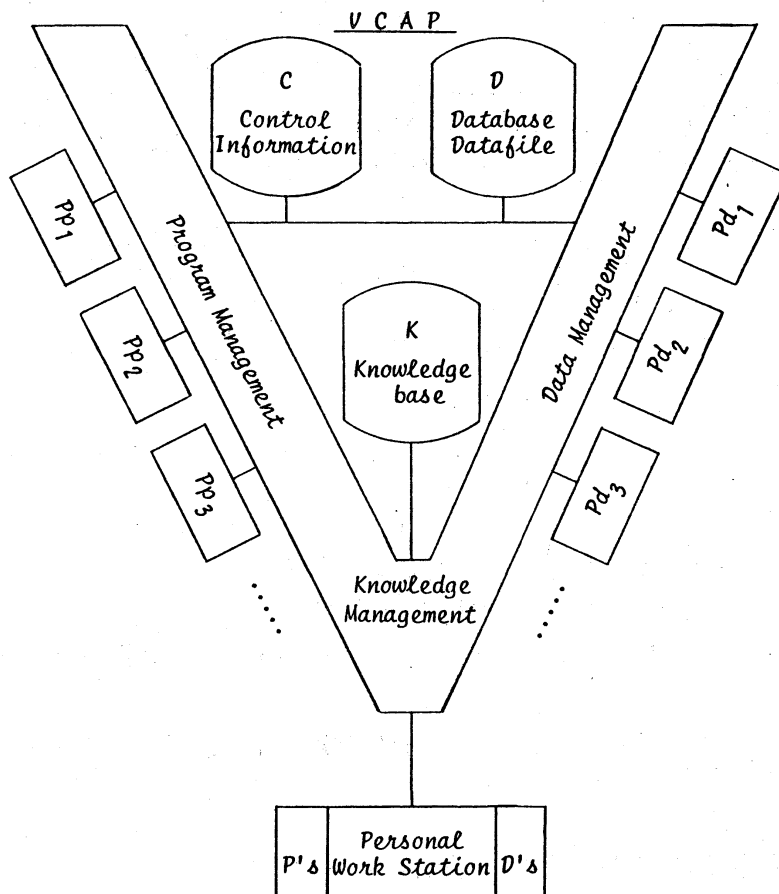 V C A P
C
Control
Information
D
Database
Datafile
Pp1
Pp2
Pp3
Program Management
K
Knowledge
base
Data Management
Pd1
Pd2
Pd3
Knowledge
Management
P's
Personal
Work Station
D's